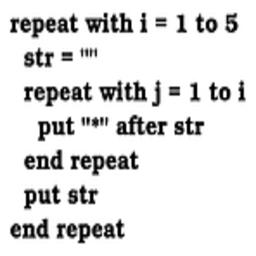 repeat with i = 1 to 5
str = ""
repeat with j = 1 to i
put "*" after str
end repeat
put str
end repeat